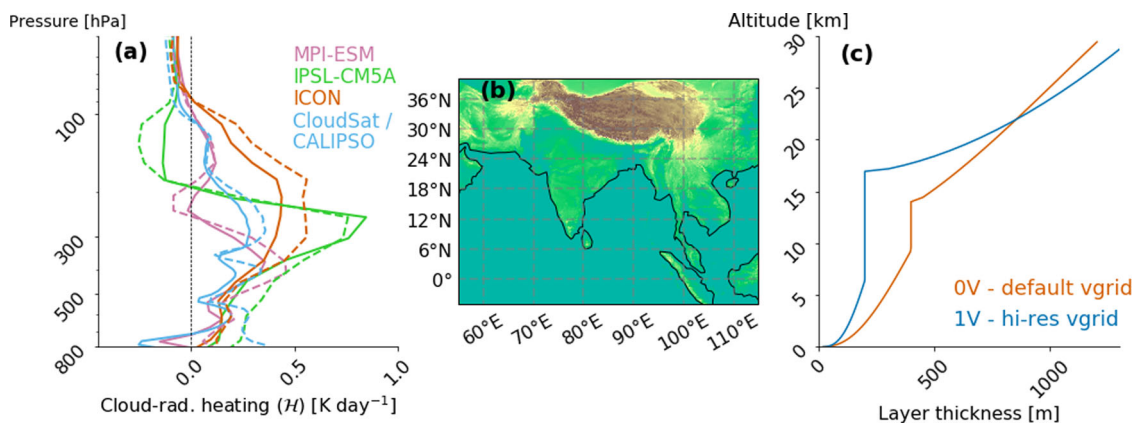 Pressure [hPa]
(a)
MPI-ESM
IPSL-CM5A
ICON
CloudSat /
CALIPSO
100
300
500
800
0.0
0.5
1.0
Cloud-rad. heating (ℋ) [K day⁻¹]
(b)
36°N
30°N
24°N
18°N
12°N
6°N
0°
60°E
70°E
80°E
90°E
100°E
110°E
Altitude [km]
(c)
30
25
20
15
10
5
0
0V - default vgrid
1V - hi-res vgrid
0
500
1000
Layer thickness [m]